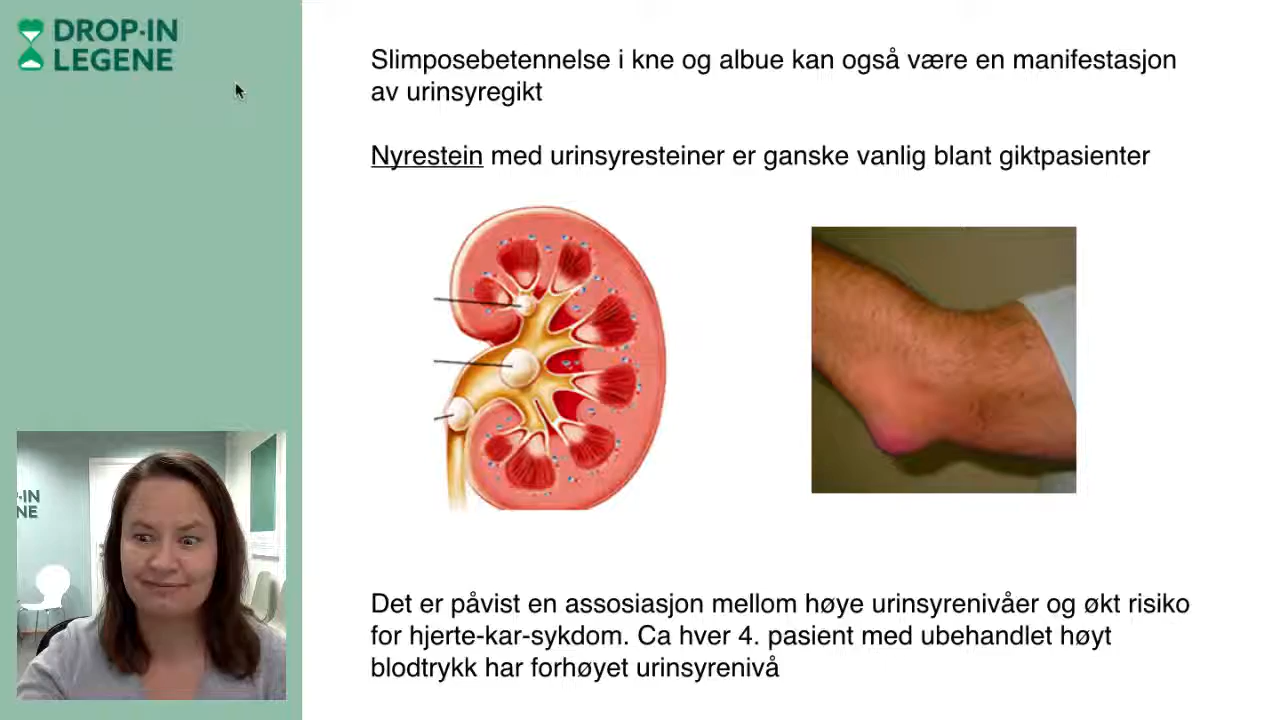 DROP·IN
LEGENE
Slimposebetennelse i kne og albue kan også være en manifestasjon
av urinsyregikt
Nyrestein med urinsyresteiner er ganske vanlig blant giktpasienter
Det er påvist en assosiasjon mellom høye urinsyrenivåer og økt risiko
for hjerte-kar-sykdom. Ca hver 4. pasient med ubehandlet høyt
blodtrykk har forhøyet urinsyrenivå
P·IN
NE